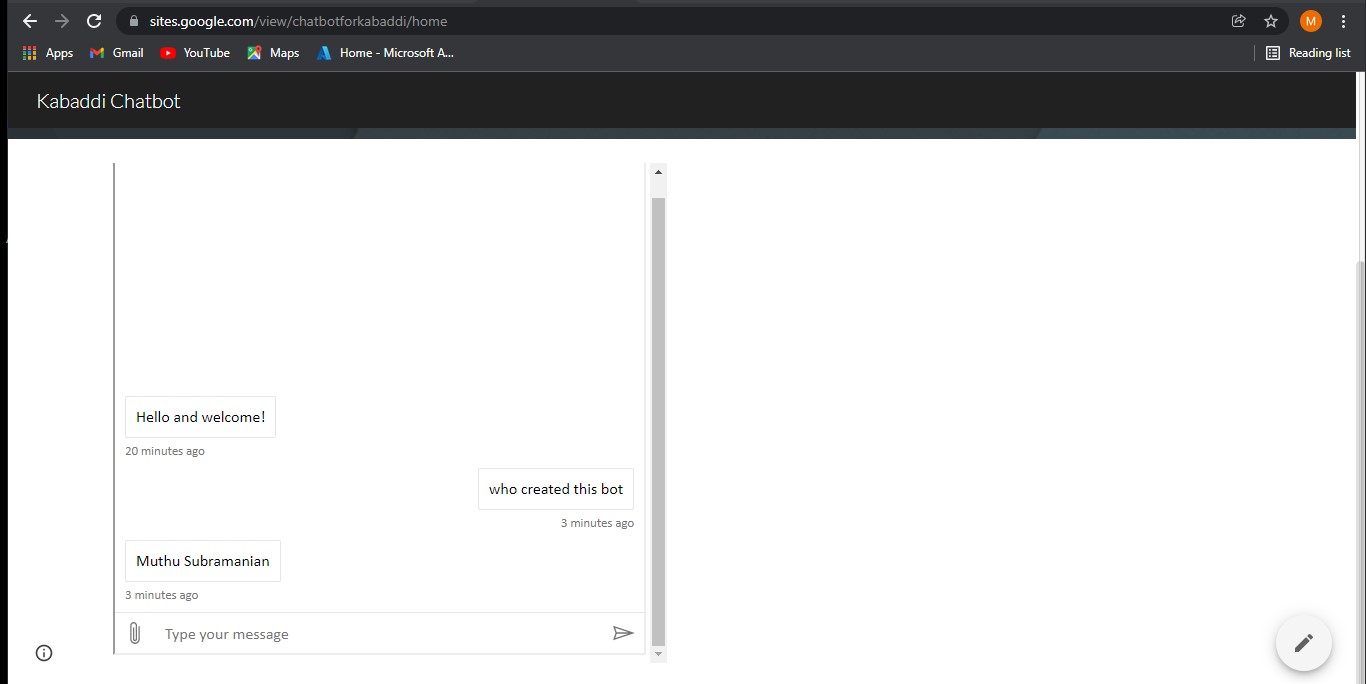 sites.google.com/view/chatbotforkabaddi/home
M
Apps
Gmail
YouTube
Maps
Home - Microsoft A...
Reading list
Kabaddi Chatbot
Hello and welcome!
20 minutes ago
who created this bot
3 minutes ago
Muthu Subramanian
3 minutes ago
Type your message